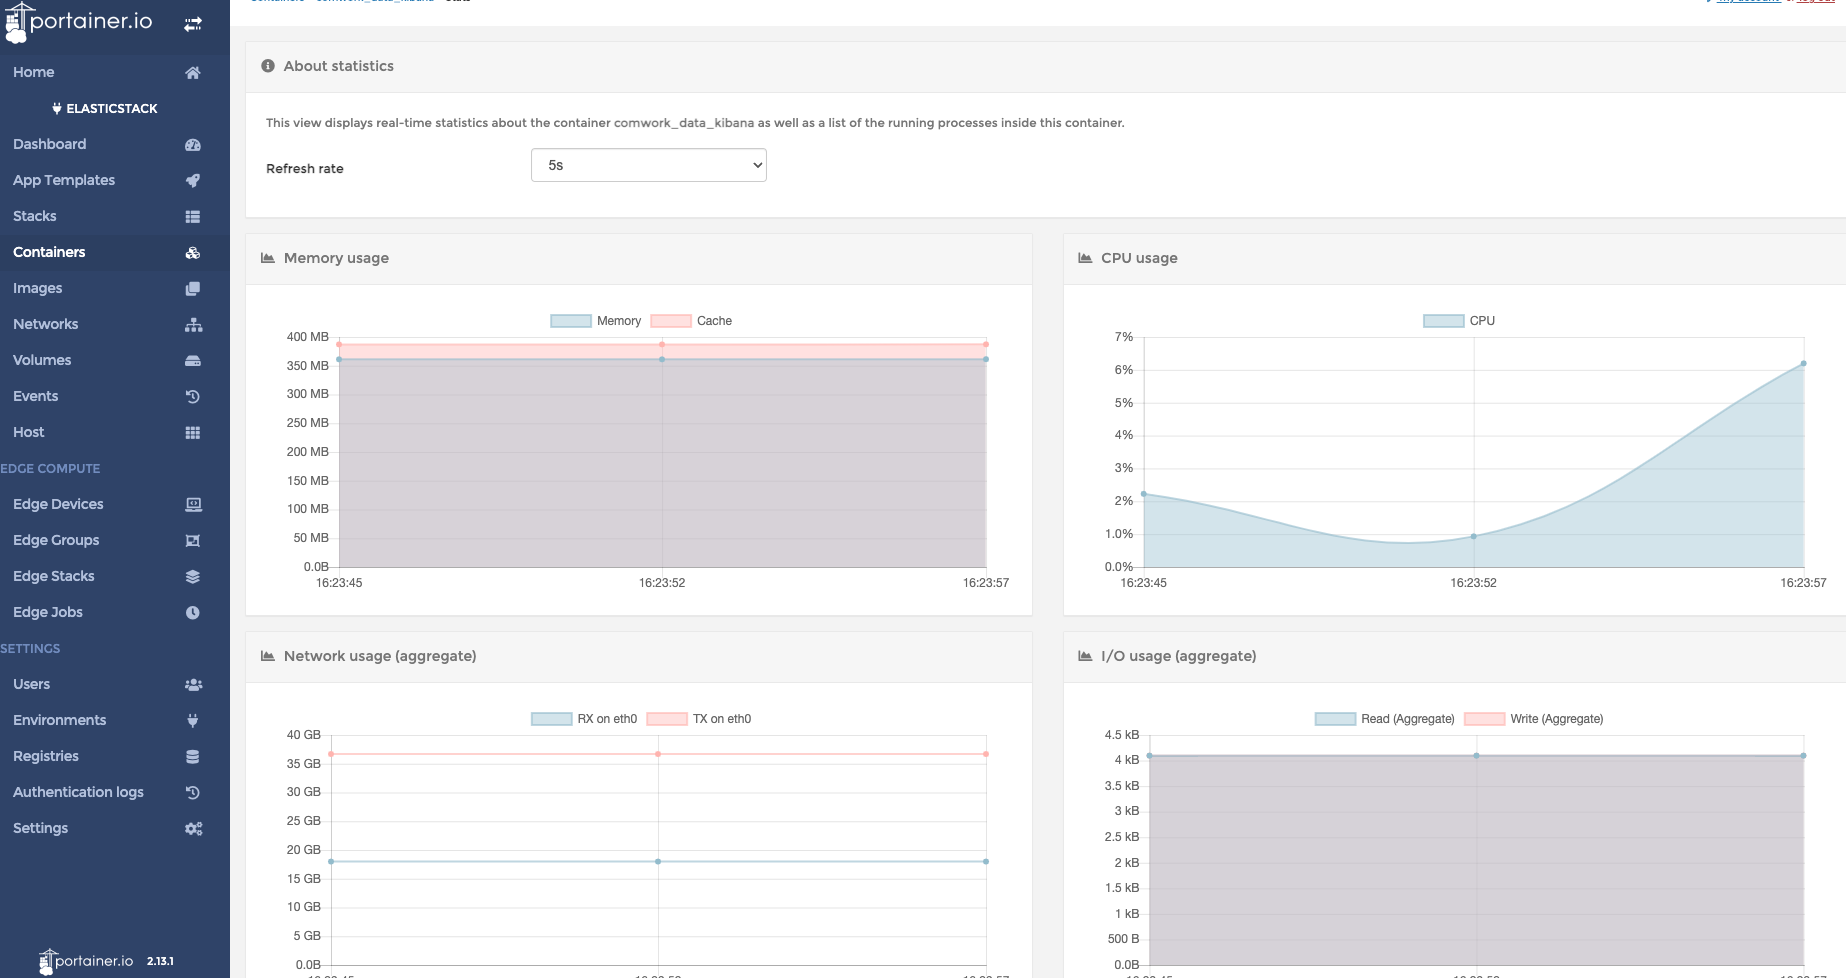 portainer.io
Home
ELASTICSTACK
Dashboard
App Templates
Stacks
Containers
Images
Networks
Volumes
Events
Host
EDGE COMPUTE
Edge Devices
Edge Groups
Edge Stacks
Edge Jobs
SETTINGS
Users
Environments
Registries
Authentication logs
Settings
portainer.io 2.13.1
About statistics
This view displays real-time statistics about the container comwork_data_kibana as well as a list of the running processes inside this container.
Refresh rate
5s
Memory usage
Memory Cache
400 MB
350 MB
300 MB
250 MB
200 MB
150 MB
100 MB
50 MB
0.0B
16:23:45 16:23:52 16:23:57
CPU usage
CPU
7%
6%
5%
4%
3%
2%
1.0%
0.0%
16:23:45 16:23:52 16:23:57
Network usage (aggregate)
RX on eth0 TX on eth0
40 GB
35 GB
30 GB
25 GB
20 GB
15 GB
10 GB
5 GB
0.0B
I/O usage (aggregate)
Read (Aggregate) Write (Aggregate)
4.5 kB
4 kB
3.5 kB
3 kB
2.5 kB
2 kB
1.5 kB
1 kB
500 B
0.0B